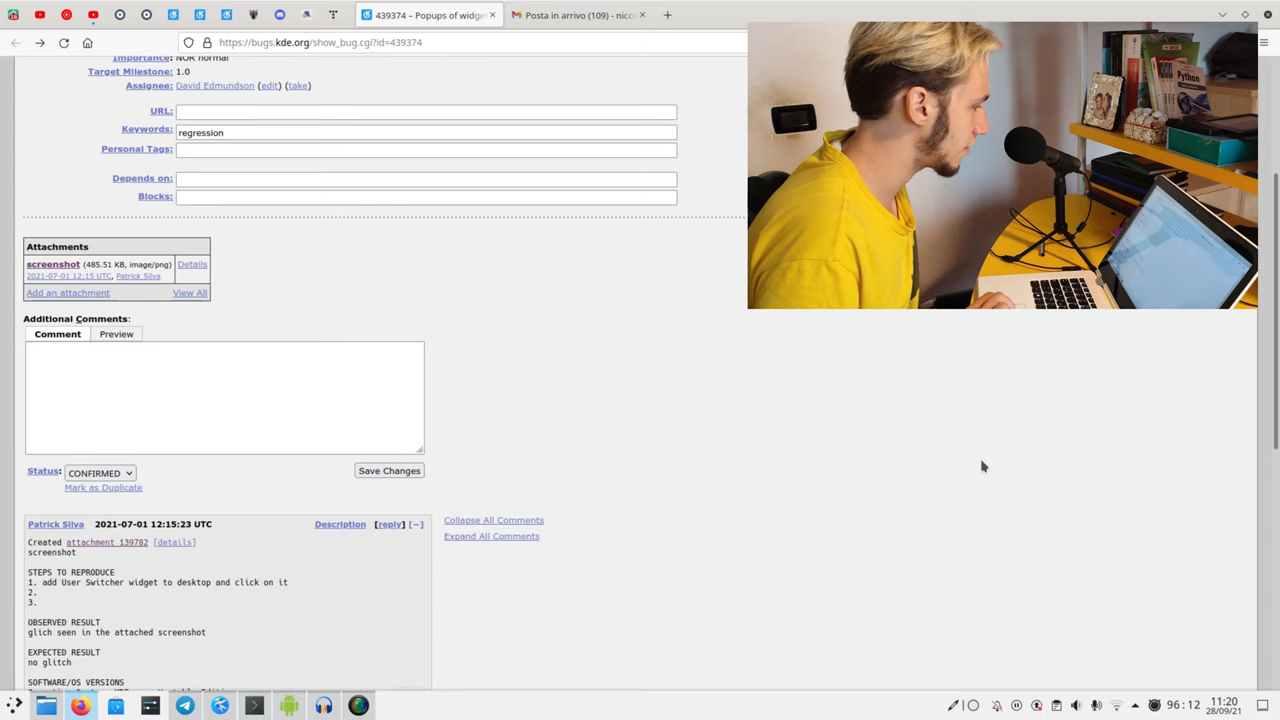 439374 – Popups of widge
Posta in arrivo (109) - nicco
https://bugs.kde.org/show_bug.cgi?id=439374
Importance: NOR normal
Target Milestone: 1.0
Assignee: David Edmundson (edit) (take)
URL:
Keywords: regression
Personal Tags:
Depends on:
Blocks:
Attachments
screenshot (485.51 KB, image/png) Details
2021-07-01 12:15 UTC, Patrick Silva
Add an attachment View All
Additional Comments:
Comment Preview
Status: CONFIRMED Save Changes
Mark as Duplicate
Patrick Silva 2021-07-01 12:15:23 UTC Description [reply] [−]
Collapse All Comments
Expand All Comments
Created attachment 139782 [details]
screenshot
STEPS TO REPRODUCE
1. add User Switcher widget to desktop and click on it
2.
3.
OBSERVED RESULT
glich seen in the attached screenshot
EXPECTED RESULT
no glitch
SOFTWARE/OS VERSIONS
Python
96:12
11:20
28/09/21